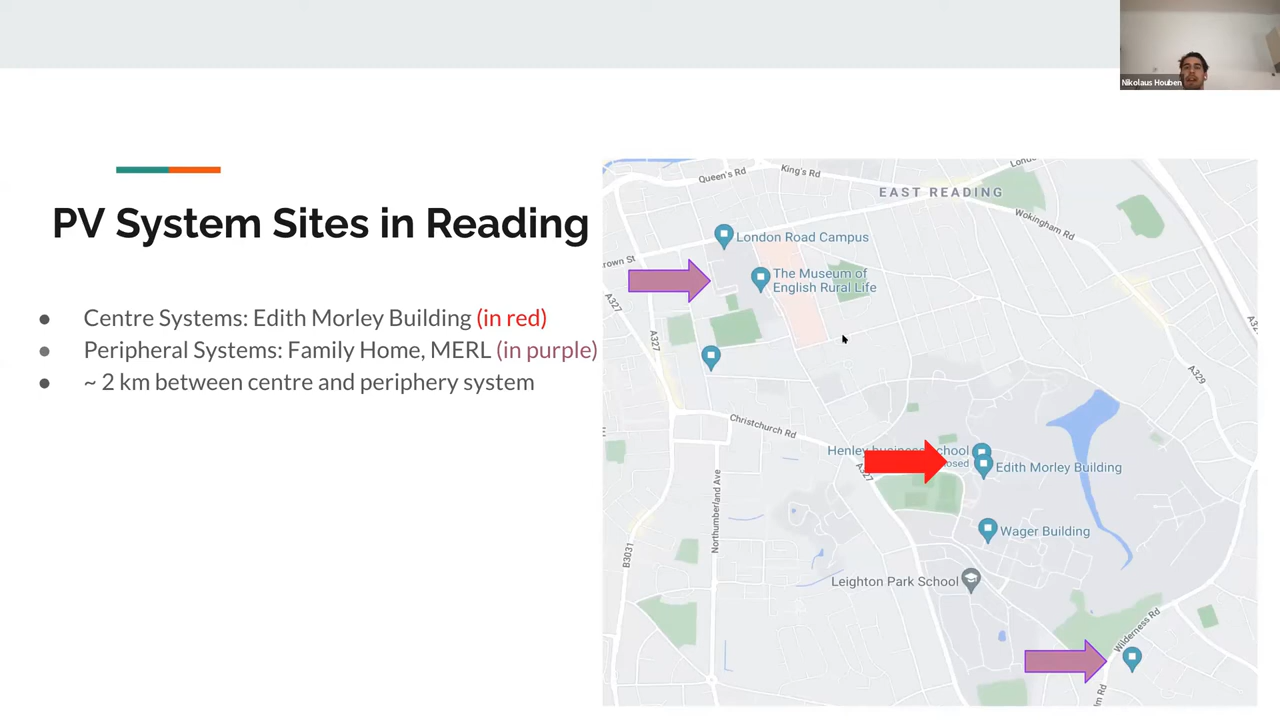 Nikolaus Houben
PV System Sites in Reading
● Centre Systems: Edith Morley Building (in red)
● Peripheral Systems: Family Home, MERL (in purple)
● ~ 2 km between centre and periphery system
Queen's Rd
King's Rd
EAST READING
Wokingham Rd
London Road Campus
The Museum of
English Rural Life
A327
A327
A329
Christchurch Rd
Henley business school
Edith Morley Building
A327
Northumberland Ave
Wager Building
B3031
Leighton Park School
Wilderness Rd